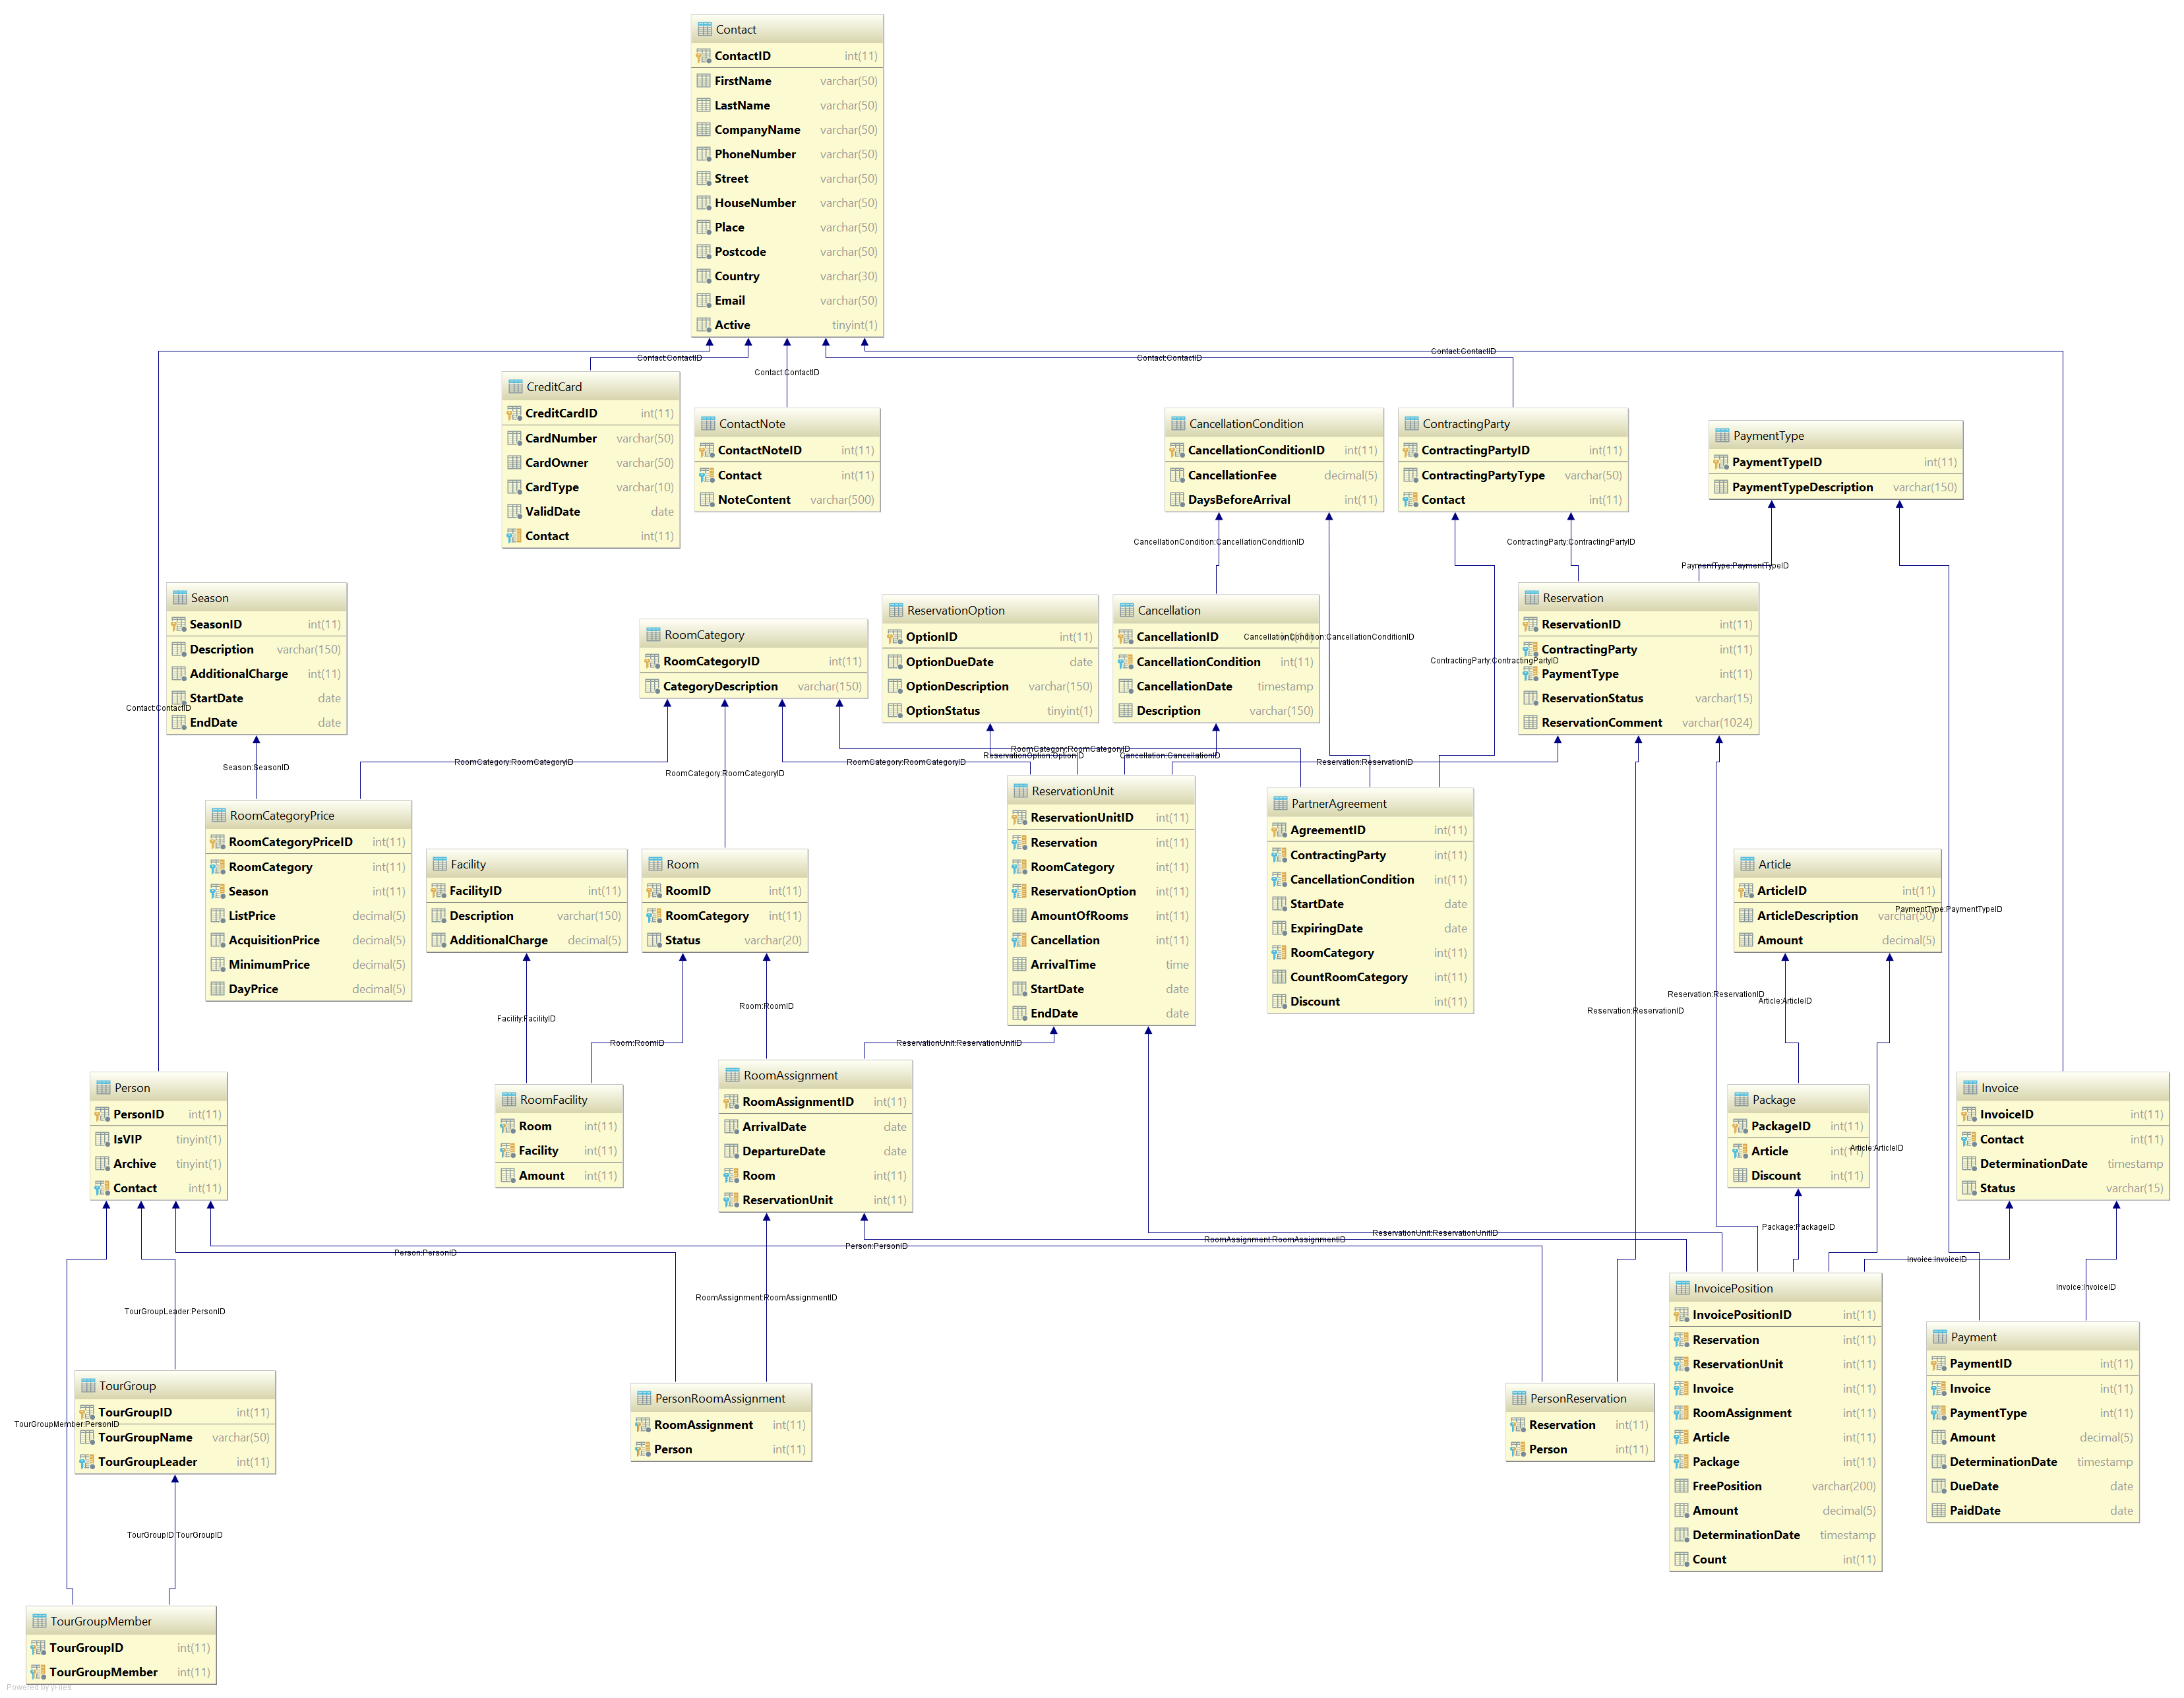 Contact
ContactID int(11)
FirstName varchar(50)
LastName varchar(50)
CompanyName varchar(50)
PhoneNumber varchar(50)
Street varchar(50)
HouseNumber varchar(50)
Place varchar(50)
Postcode varchar(50)
Country varchar(30)
Email varchar(50)
Active tinyint(1)
Contact:ContactID
Contact:ContactID
Contact:ContactID
Contact:ContactID
Contact:ContactID
CreditCard
CreditCardID int(11)
CardNumber varchar(50)
CardOwner varchar(50)
CardType varchar(10)
ValidDate date
Contact int(11)
ContactNote
ContactNoteID int(11)
Contact int(11)
NoteContent varchar(500)
CancellationCondition
CancellationConditionID int(11)
CancellationFee decimal(5)
DaysBeforeArrival int(11)
ContractingParty
ContractingPartyID int(11)
ContractingPartyType varchar(50)
Contact int(11)
PaymentType
PaymentTypeID int(11)
PaymentTypeDescription varchar(150)
CancellationCondition:CancellationConditionID
ContractingParty:ContractingPartyID
PaymentType:PaymentTypeID
Season
SeasonID int(11)
Description varchar(150)
AdditionalCharge int(11)
StartDate date
EndDate date
RoomCategory
RoomCategoryID int(11)
CategoryDescription varchar(150)
ReservationOption
OptionID int(11)
OptionDueDate date
OptionDescription varchar(150)
OptionStatus tinyint(1)
Cancellation
CancellationID
CancellationCondition int(11)
CancellationDate timestamp
Description varchar(150)
CancellationCondition:CancellationConditionID
ContractingParty:ContractingPartyID
Reservation
ReservationID int(11)
ContractingParty int(11)
PaymentType int(11)
ReservationStatus varchar(15)
ReservationComment varchar(1024)
Season:SeasonID
RoomCategory:RoomCategoryID
RoomCategory:RoomCategoryID
RoomCategory:RoomCategoryID
RoomCategory:RoomCategoryID
ReservationOption:OptionID
Cancellation:CancellationID
Reservation:ReservationID
RoomCategoryPrice
RoomCategoryPriceID int(11)
RoomCategory int(11)
Season int(11)
ListPrice decimal(5)
AcquisitionPrice decimal(5)
MinimumPrice decimal(5)
DayPrice decimal(5)
Facility
FacilityID int(11)
Description varchar(150)
AdditionalCharge decimal(5)
Room
RoomID int(11)
RoomCategory int(11)
Status varchar(20)
ReservationUnit
ReservationUnitID int(11)
Reservation int(11)
RoomCategory int(11)
ReservationOption int(11)
AmountOfRooms int(11)
Cancellation int(11)
ArrivalTime time
StartDate date
EndDate date
PartnerAgreement
AgreementID int(11)
ContractingParty int(11)
CancellationCondition int(11)
StartDate date
ExpiringDate date
RoomCategory int(11)
CountRoomCategory int(11)
Discount int(11)
Article
ArticleID int(11)
ArticleDescription varchar(50)
Amount decimal(5)
PaymentType:PaymentTypeID
Reservation:ReservationID
Article:ArticleID
Reservation:ReservationID
Room:RoomID
Facility:FacilityID
Room:RoomID
ReservationUnit:ReservationUnitID
Person
PersonID int(11)
IsVIP tinyint(1)
Archive tinyint(1)
Contact int(11)
RoomFacility
Room int(11)
Facility int(11)
Amount int(11)
RoomAssignment
RoomAssignmentID int(11)
ArrivalDate date
DepartureDate date
Room int(11)
ReservationUnit int(11)
Package
PackageID int(11)
Article
Discount int(11)
Article:ArticleID
Invoice
InvoiceID int(11)
Contact int(11)
DeterminationDate timestamp
Status varchar(15)
Package:PackageID
ReservationUnit:ReservationUnitID
RoomAssignment:RoomAssignmentID
Person:PersonID
Person:PersonID
Invoice:InvoiceID
Invoice:InvoiceID
RoomAssignment:RoomAssignmentID
TourGroupLeader:PersonID
InvoicePosition
InvoicePositionID int(11)
Reservation int(11)
ReservationUnit int(11)
Invoice int(11)
RoomAssignment int(11)
Article int(11)
Package int(11)
FreePosition varchar(200)
Amount decimal(5)
DeterminationDate timestamp
Count int(11)
Payment
PaymentID int(11)
Invoice int(11)
PaymentType int(11)
Amount decimal(5)
DeterminationDate timestamp
DueDate date
PaidDate date
TourGroup
TourGroupID int(11)
TourGroupName varchar(50)
TourGroupLeader int(11)
TourGroupMember:PersonID
PersonRoomAssignment
RoomAssignment int(11)
Person int(11)
PersonReservation
Reservation int(11)
Person int(11)
TourGroupID:TourGroupID
TourGroupMember
TourGroupID int(11)
TourGroupMember int(11)
Powered by yFiles